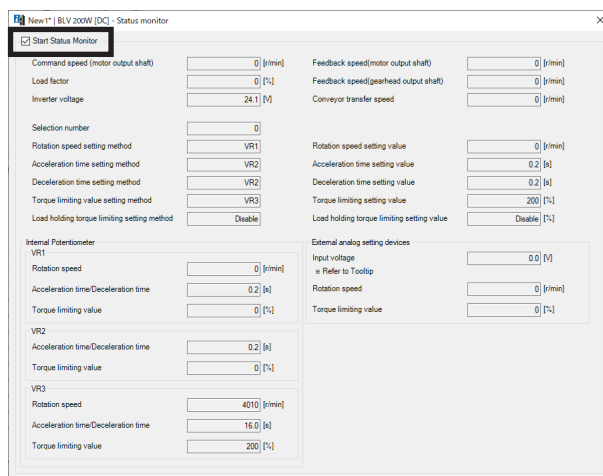 New1* | BLV 200W [DC] - Status monitor
Start Status Monitor
Command speed (motor output shaft) 0 [r/min] Feedback speed(motor output shaft) 0 [r/min]
Load factor 0 [%] Feedback speed(gearhead output shaft) 0 [r/min]
Inverter voltage 24.1 [V] Conveyor transfer speed 0 [r/min]
Selection number 0
Rotation speed setting method VR1 Rotation speed setting value 0 [r/min]
Acceleration time setting method VR2 Acceleration time setting value 0.2 [s]
Deceleration time setting method VR2 Deceleration time setting value 0.2 [s]
Torque limiting value setting method VR3 Torque limiting setting value 200 [%]
Load holding torque limiting setting method Disable Load holding torque limiting setting value Disable [%]
Internal Potentiometer
VR1
Rotation speed 0 [r/min]
Acceleration time/Deceleration time 0.2 [s]
Torque limiting value 0 [%]
VR2
Acceleration time/Deceleration time 0.2 [s]
Torque limiting value 0 [%]
VR3
Rotation speed 4010 [r/min]
Acceleration time/Deceleration time 16.0 [s]
Torque limiting value 200 [%]
External analog setting devices
Input voltage 0.0 [V]
※ Refer to Tooltip
Rotation speed 0 [r/min]
Torque limiting value 0 [%]